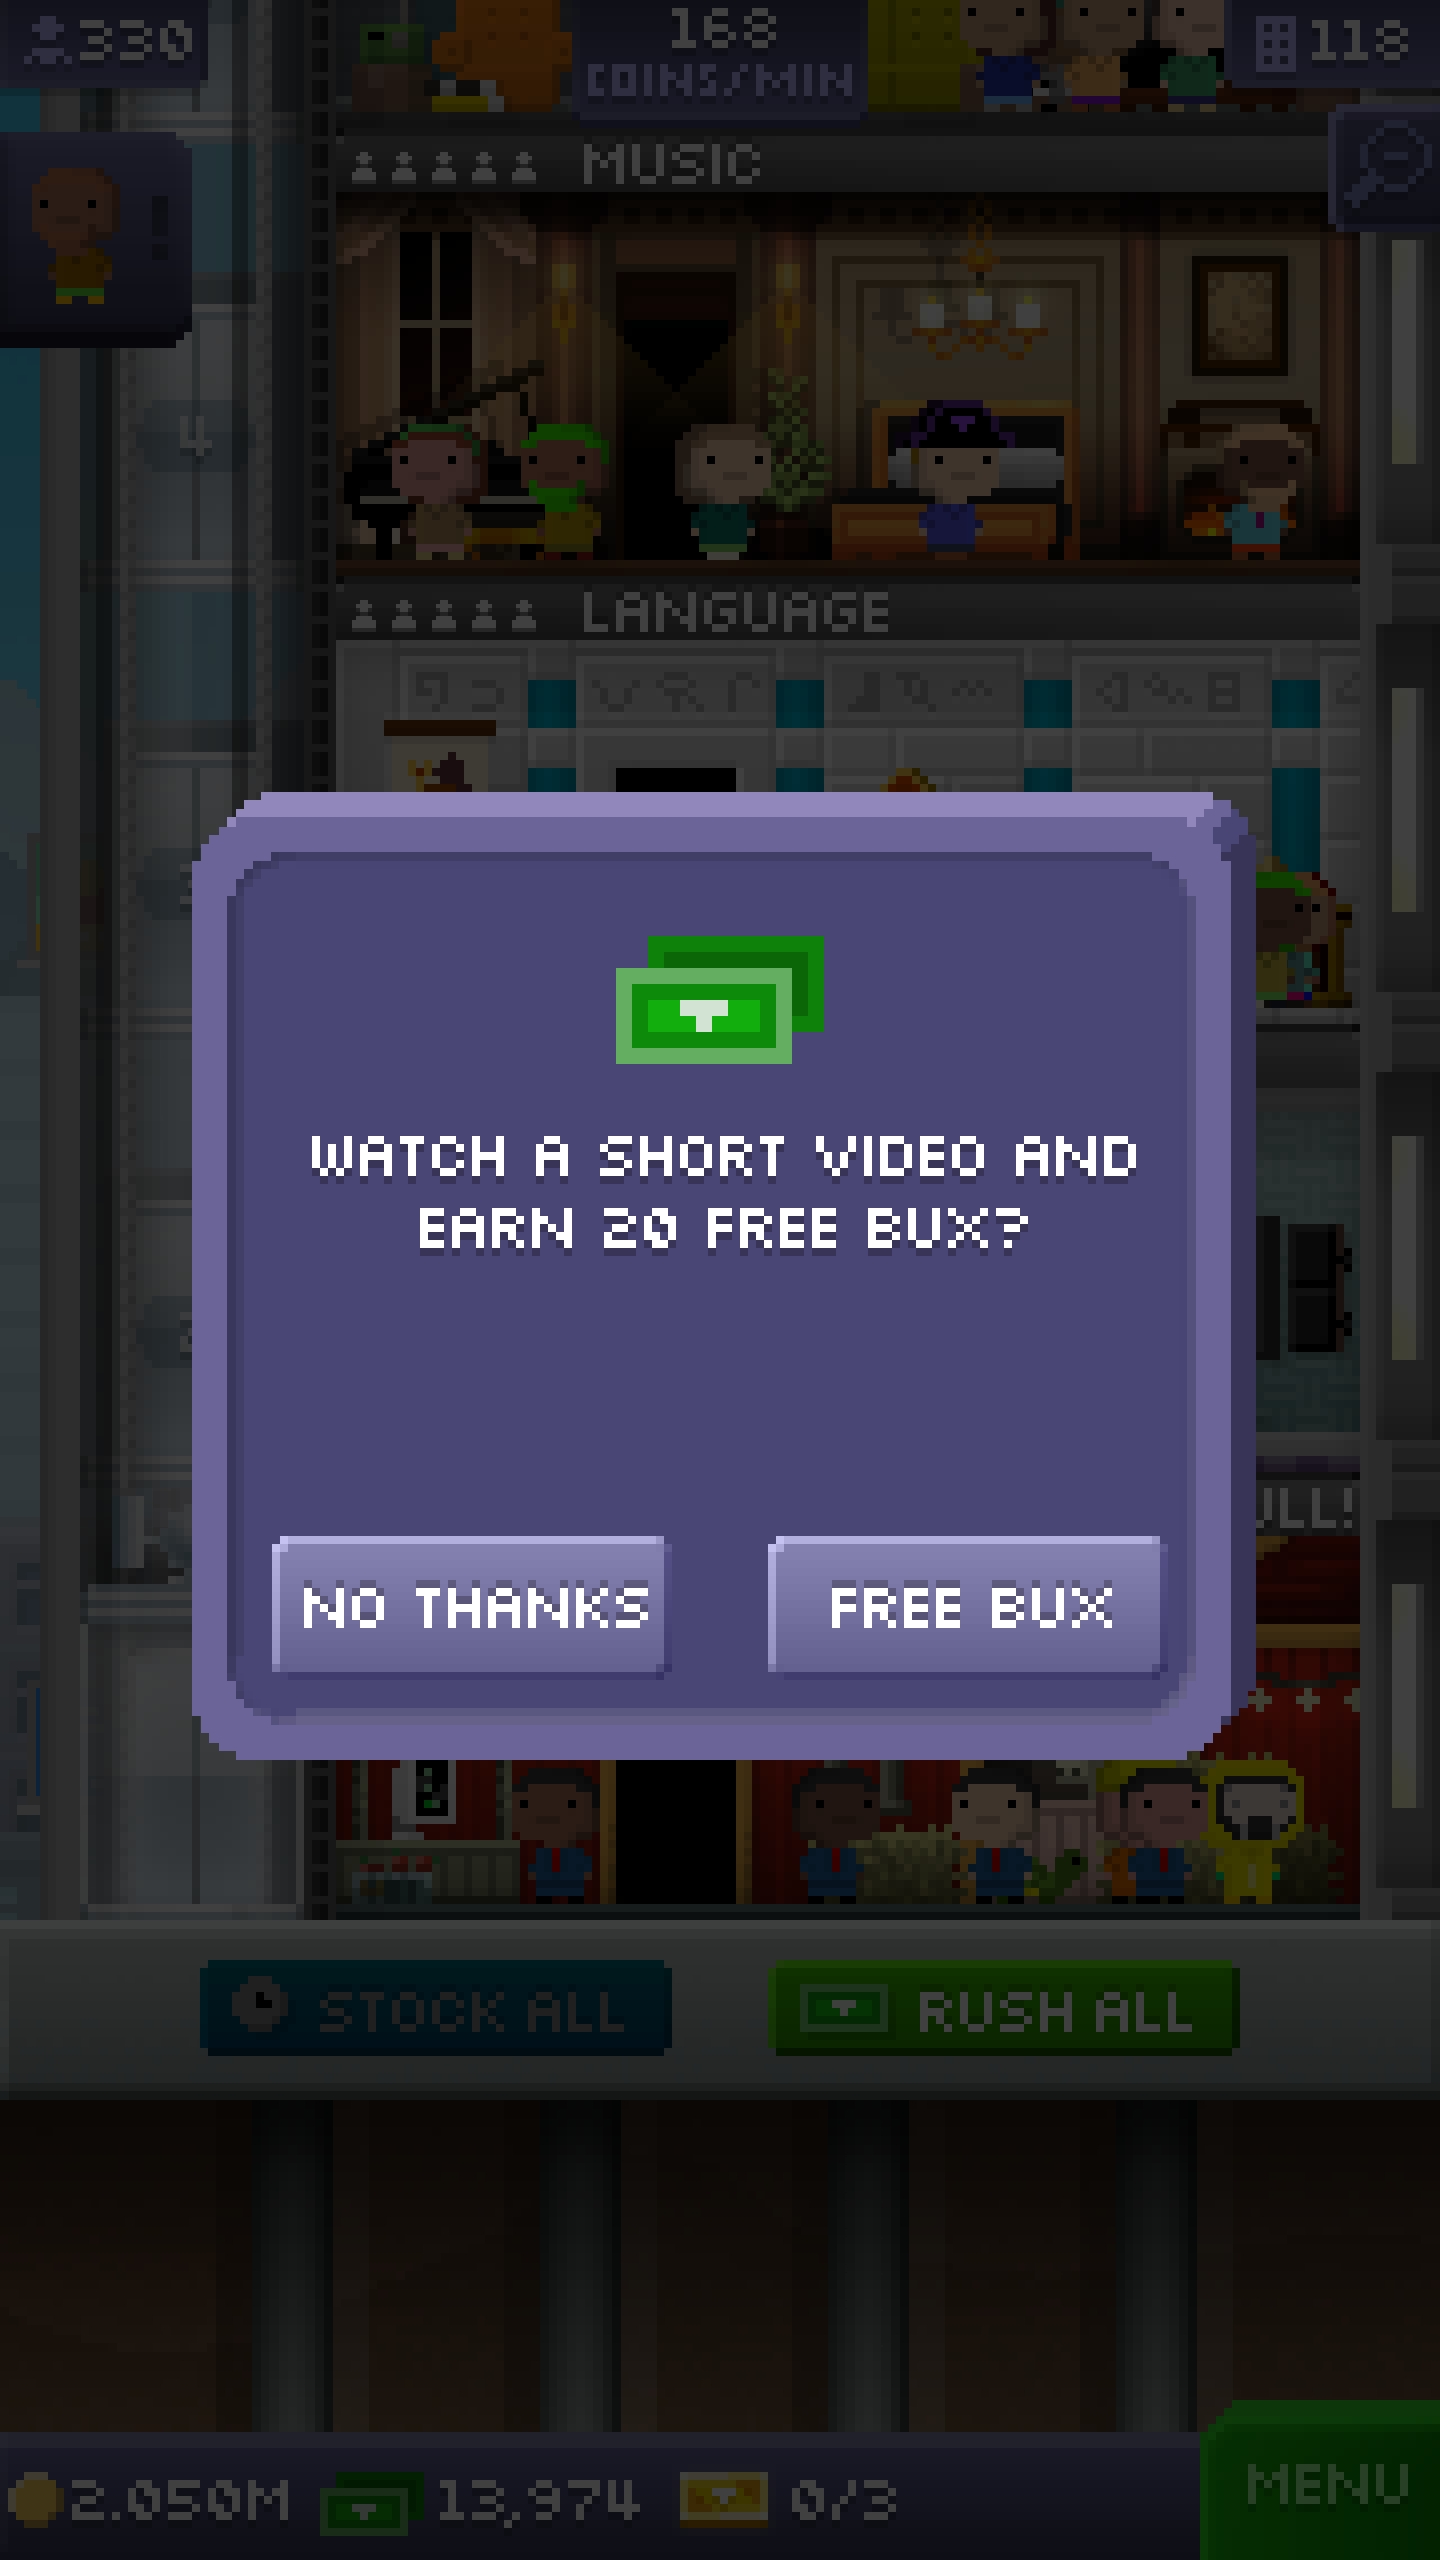 330
168
COINS/MIN
118
MUSIC
4
LANGUAGE
WATCH A SHORT VIDEO AND
EARN 20 FREE BUX?
NO THANKS
FREE BUX
STOCK ALL
RUSH ALL
2.050M
13,974
0/3
MENU